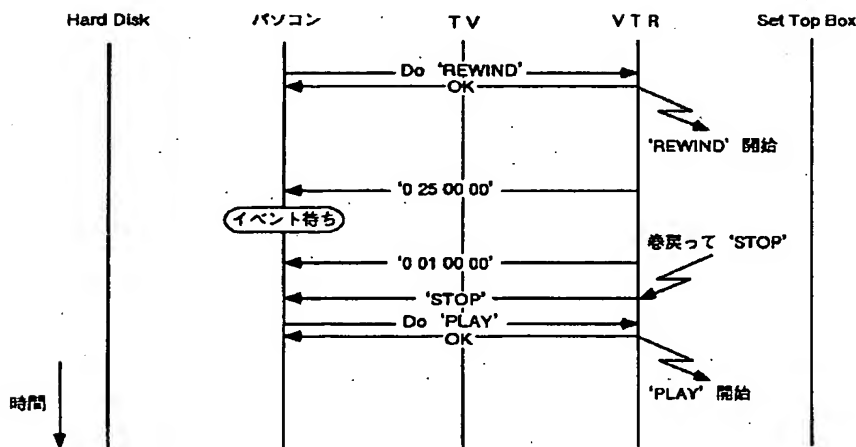 Hard Disk パソコン TV VTR Set Top Box
Do 'REWIND'
OK
'REWIND' 開始
'0 25 00 00'
イベント待ち
巻戻って 'STOP'
'0 01 00 00'
'STOP'
Do 'PLAY'
OK
'PLAY' 開始
時間